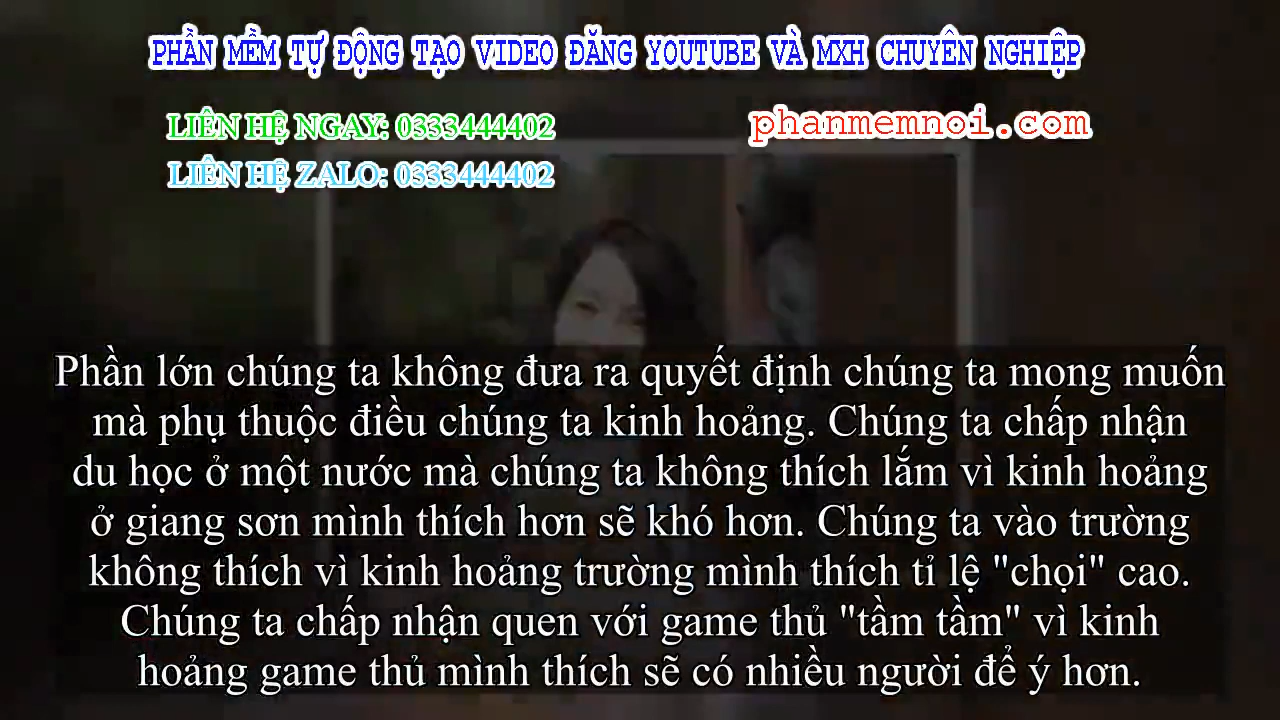 PHẦN MỀM TỰ ĐỘNG TẠO VIDEO ĐĂNG YOUTUBE VÀ MXH CHUYÊN NGHIỆP
LIÊN HỆ NGAY: 0333444402
phanmemnoi.com
LIÊN HỆ ZALO: 0333444402
Phần lớn chúng ta không đưa ra quyết định chúng ta mong muốn
mà phụ thuộc điều chúng ta kinh hoảng. Chúng ta chấp nhận
du học ở một nước mà chúng ta không thích lắm vì kinh hoảng
ở giang sơn mình thích hơn sẽ khó hơn. Chúng ta vào trường
không thích vì kinh hoảng trường mình thích tỉ lệ "chọi" cao.
Chúng ta chấp nhận quen với game thủ "tầm tầm" vì kinh
hoảng game thủ mình thích sẽ có nhiều người để ý hơn.